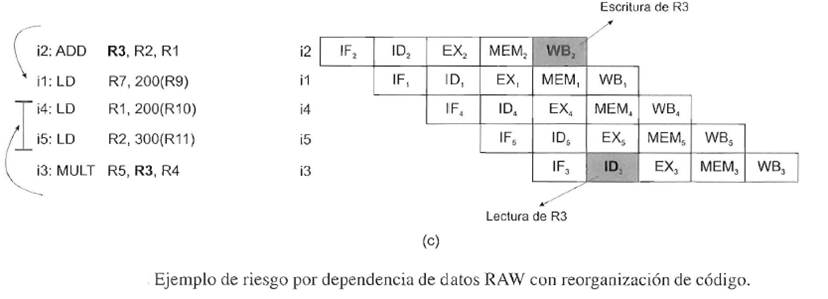 Escritura de R3
i2: ADD R3, R2, R1 i2 IF₂ ID₂ EX₂ MEM₂ WB₂
i1: LD R7, 200(R9) i1 IF₁ ID₁ EX₁ MEM₁ WB₁
i4: LD R1, 200(R10) i4 IF₄ ID₄ EX₄ MEM₄ WB₄
i5: LD R2, 300(R11) i5 IF₅ ID₅ EX₅ MEM₅ WB₅
i3: MULT R5, R3, R4 i3 IF₃ ID₃ EX₃ MEM₃ WB₃
Lectura de R3
(c)
Ejemplo de riesgo por dependencia de datos RAW con reorganización de código.